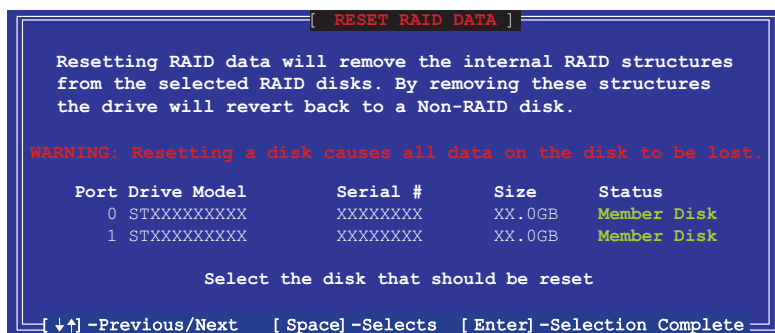 [ RESET RAID DATA ]
Resetting RAID data will remove the internal RAID structures
from the selected RAID disks. By removing these structures
the drive will revert back to a Non-RAID disk.
WARNING: Resetting a disk causes all data on the disk to be lost.
Port Drive Model Serial # Size Status
0 STXXXXXXXXX XXXXXXXX XX.0GB Member Disk
1 STXXXXXXXXX XXXXXXXX XX.0GB Member Disk
Select the disk that should be reset
[↓↑]-Previous/Next [Space]-Selects [Enter]-Selection Complete